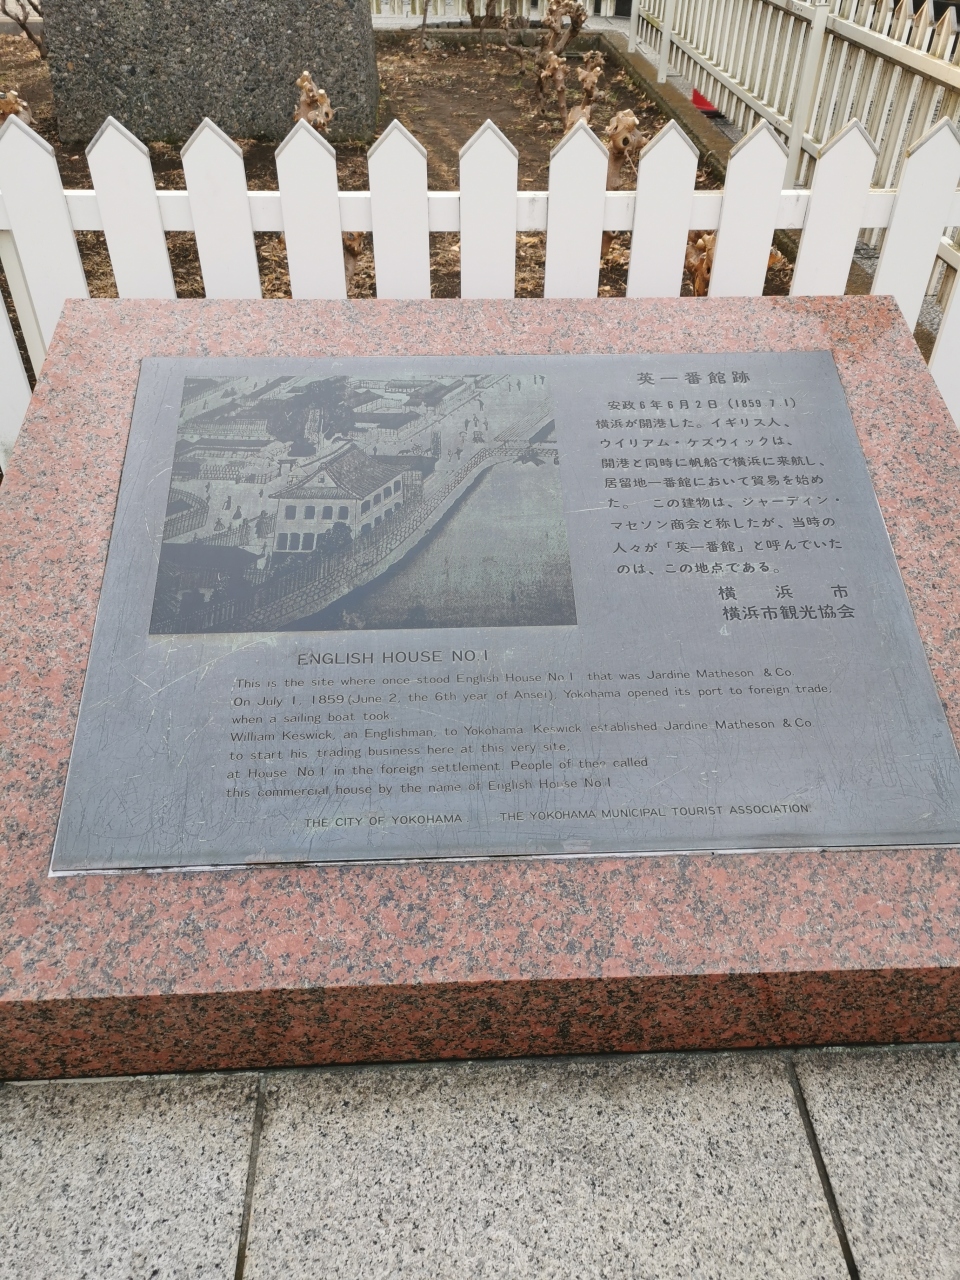 英一番館跡
安政6年6月2日(1859 7 1)
横浜が開港した。イギリス人、
ウイリアム・ケズウィックは、
開港と同時に帆船で横浜に来航し、
居留地一番館において貿易を始め
た。 この建物は、ジャーディン・
マセソン商会と称したが、当時の
人々が「英一番館」と呼んでいた
のは、この地点である。
横 浜 市
横浜市観光協会
ENGLISH HOUSE NO.1
This is the site where once stood English House No.1 that was Jardine Matheson & Co.
On July 1, 1859 (June 2, the 6th year of Ansei), Yokohama opened its port to foreign trade,
when a sailing boat took.
William Keswick, an Englishman, to Yokohama. Keswick established Jardine Matheson & Co.
to start his trading business here at this very site,
at House No.1 in the foreign settlement. People of then called
this commercial house by the name of English House No.1
THE CITY OF YOKOHAMA THE YOKOHAMA MUNICIPAL TOURIST ASSOCIATION